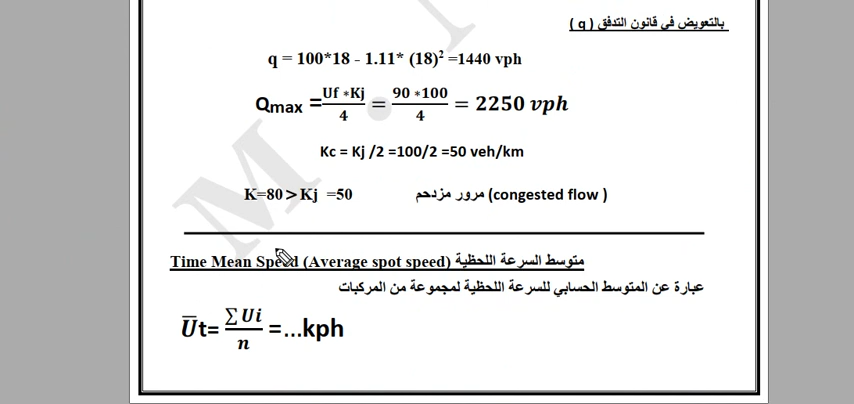 بالتعويض في قانون التدفق ( q )
q = 100*18 - 1.11* (18)² =1440 vph
Qmax = Uf *Kj / 4 = 90 *100 / 4 = 2250 vph
Kc = Kj /2 =100/2 =50 veh/km
K=80 > Kj =50 مرور مزدحم (congested flow )
Time Mean Speed (Average spot speed) متوسط السرعة اللحظية
عبارة عن المتوسط الحسابي للسرعة اللحظية لمجموعة من المركبات
U̅t= ∑ Ui / n =...kph